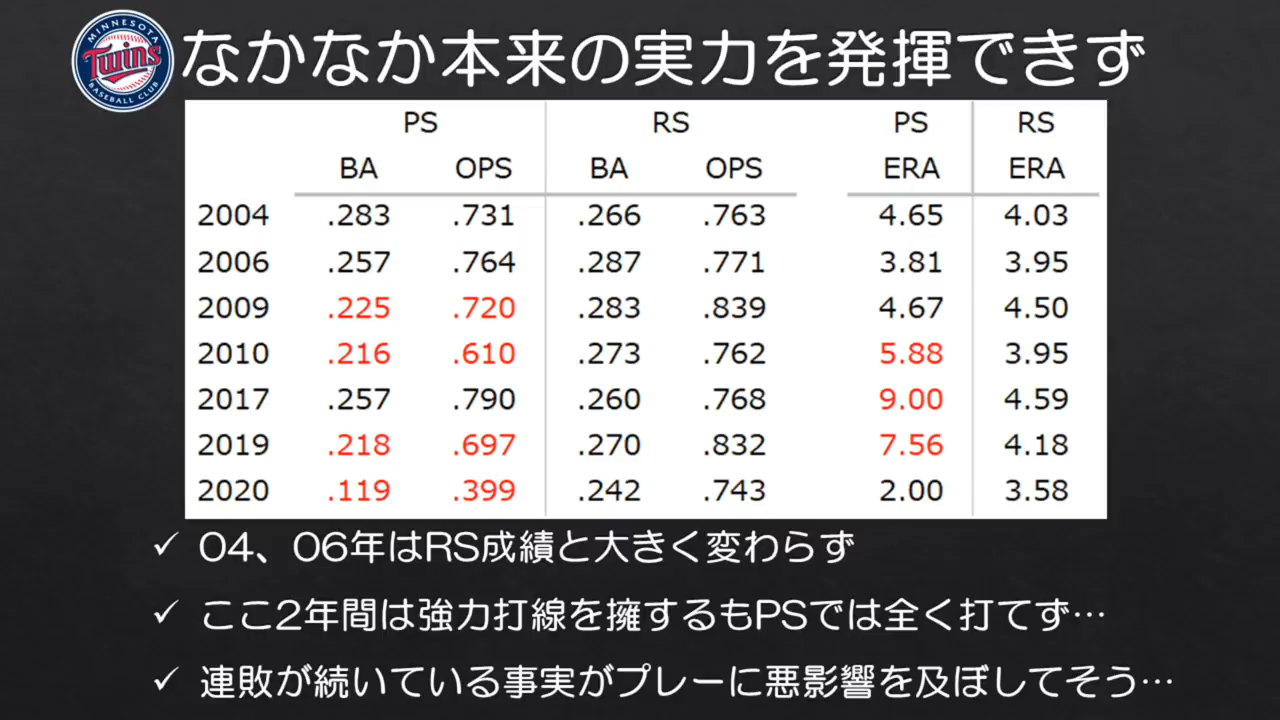 MINNESOTA
Twins
BASEBALL CLUB
なかなか本来の実力を発揮できず
PS RS PS RS
BA OPS BA OPS ERA ERA
2004 .283 .731 .266 .763 4.65 4.03
2006 .257 .764 .287 .771 3.81 3.95
2009 .225 .720 .283 .839 4.67 4.50
2010 .216 .610 .273 .762 5.88 3.95
2017 .257 .790 .260 .768 9.00 4.59
2019 .218 .697 .270 .832 7.56 4.18
2020 .119 .399 .242 .743 2.00 3.58
✓ 04、06年はRS成績と大きく変わらず
✓ ここ2年間は強力打線を擁するもPSでは全く打てず…
✓ 連敗が続いている事実がプレーに悪影響を及ぼしてそう…